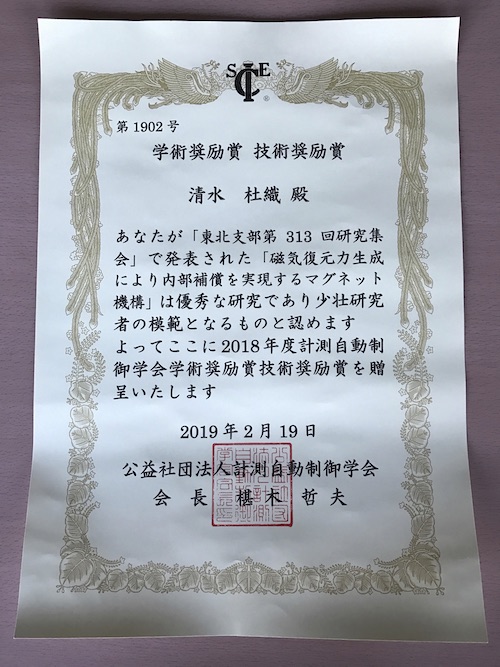 SICE
®
第1902号
学術奨励賞 技術奨励賞
清水 杜織 殿
あなたが「東北支部第 313 回研究集
会」で発表された「磁気復元力生成
により内部補償を実現するマグネット
機構」は優秀な研究であり少壮研究
者の模範となるものと認めます
よってここに2018年度計測自動制
御学会学術奨励賞技術奨励賞を贈
呈いたします
2019年2月19日
公益社団法人計測自動制御学会
会 長 椹 木 哲 夫